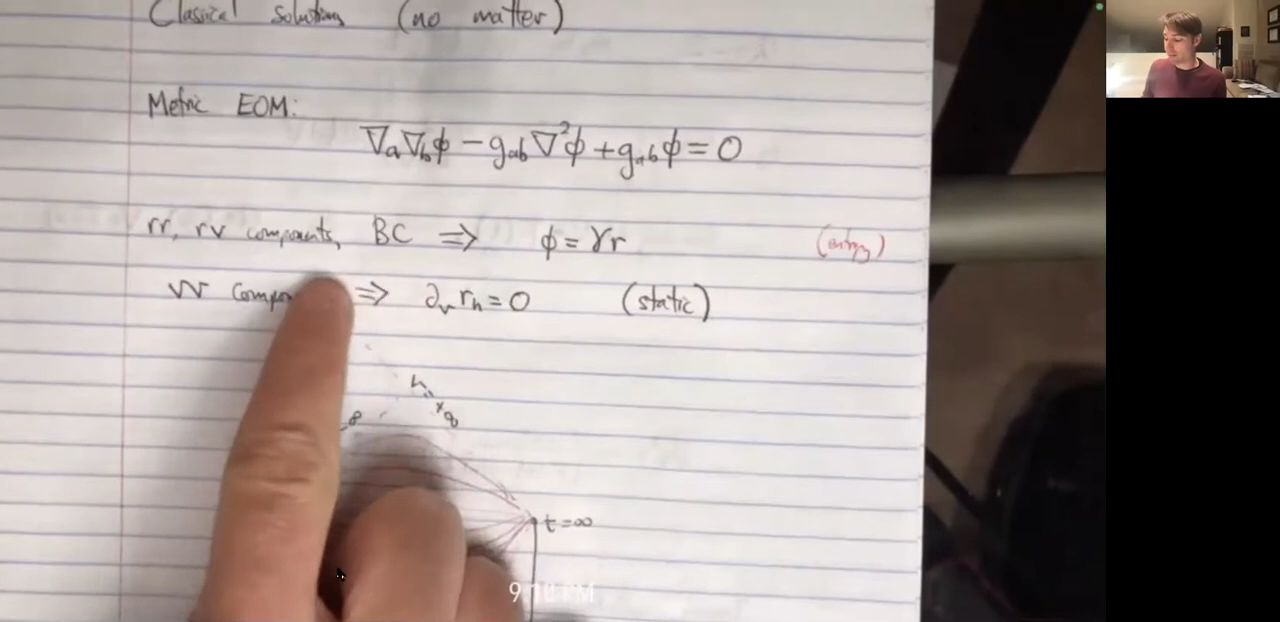 Classical Solutions (no matter)
Metric EOM:
∇a∇bϕ − gab∇²ϕ + gabϕ = 0
rr, rv components, BC ⇒ ϕ = γr
vv ⇒ ∂v rh = 0 (static)
h
t=∞